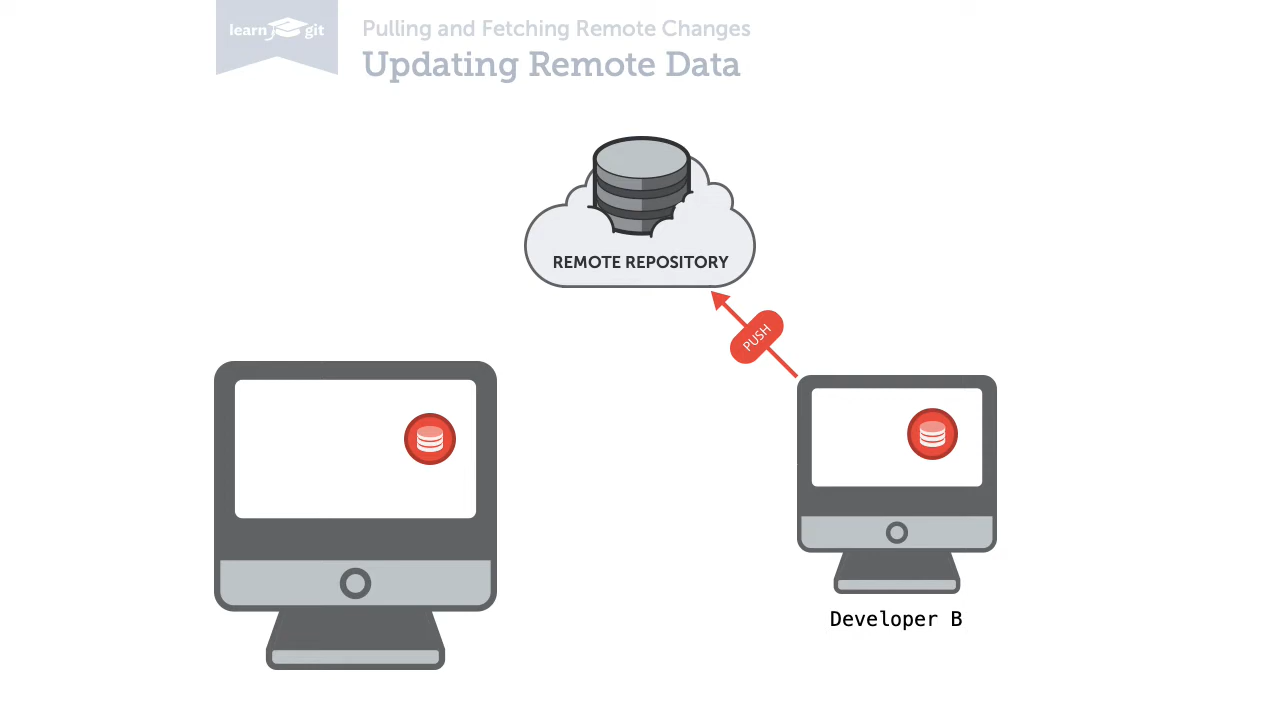 learn git
Pulling and Fetching Remote Changes
Updating Remote Data
REMOTE REPOSITORY
PUSH
Developer B